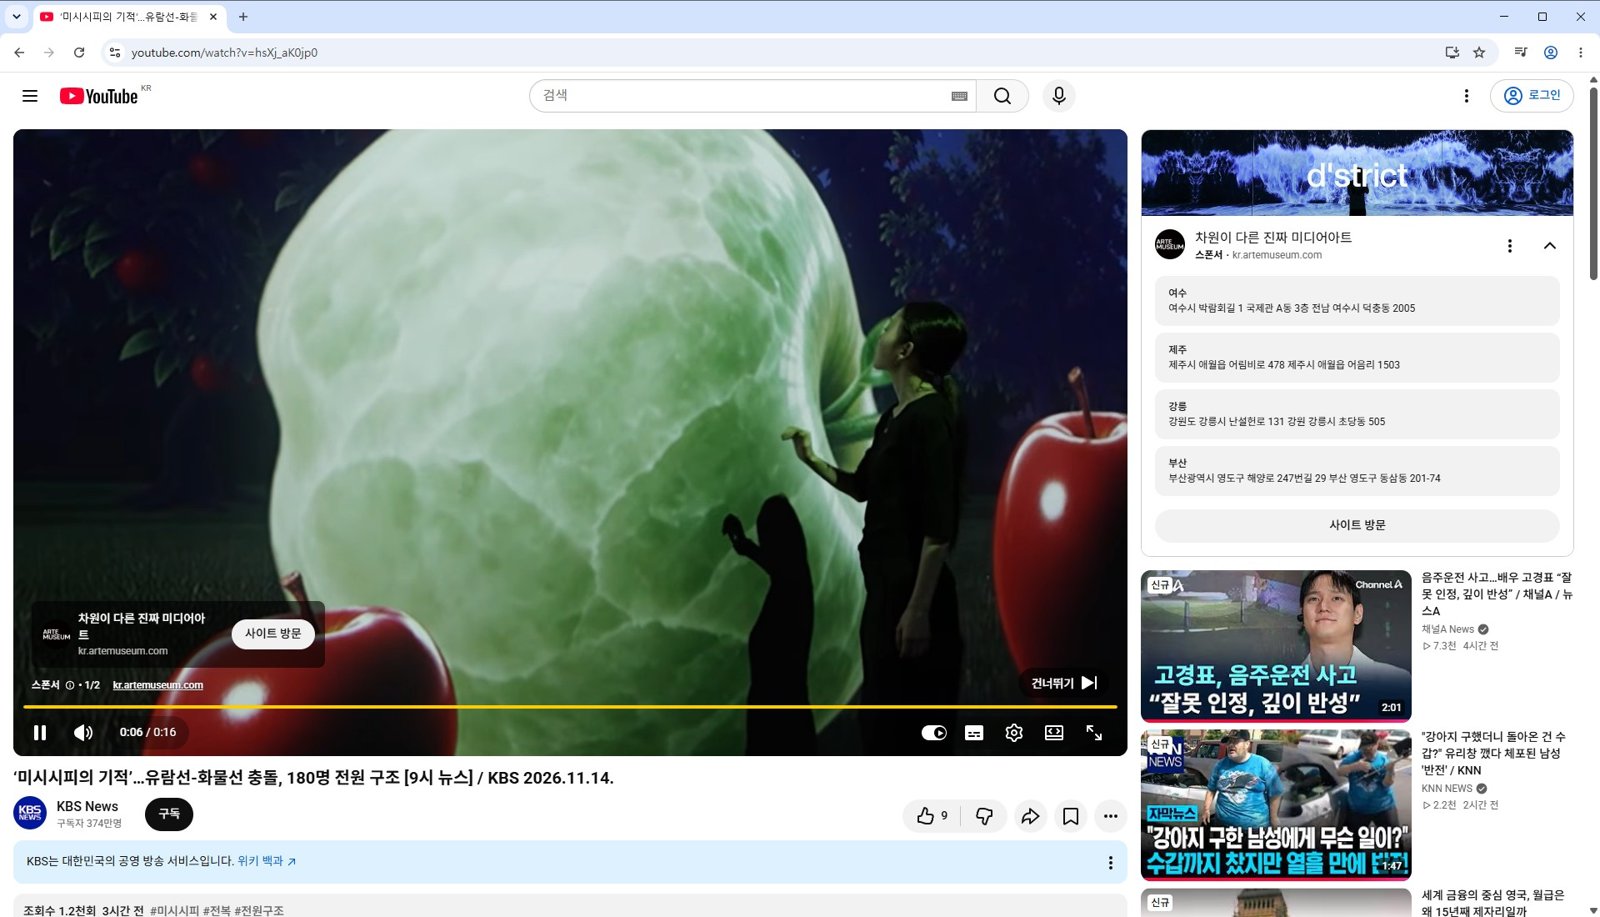 '미시시피의 기적'...유람선-화물
youtube.com/watch?v=hsXj_aK0jp0
YouTube KR
검색
로그인
차원이 다른 진짜 미디어아
트
ARTE MUSEUM
kr.artemuseum.com
사이트 방문
스폰서 · 1/2 kr.artemuseum.com
건너뛰기
0:06 / 0:16
'미시시피의 기적'...유람선-화물선 충돌, 180명 전원 구조 [9시 뉴스] / KBS 2026.11.14.
KBS NEWS
KBS News
구독자 374만명
구독
9
KBS는 대한민국의 공영 방송 서비스입니다. 위키 백과
조회수 1.2천회 3시간 전 #미시시피 #전복 #전원구조
d'strict
ARTE MUSEUM
차원이 다른 진짜 미디어아트
스폰서 · kr.artemuseum.com
여수
여수시 박람회길 1 국제관 A동 3층 전남 여수시 덕충동 2005
제주
제주시 애월읍 어림비로 478 제주시 애월읍 어음리 1503
강릉
강원도 강릉시 난설헌로 131 강원 강릉시 초당동 505
부산
부산광역시 영도구 해양로 247번길 29 부산 영도구 동삼동 201-74
사이트 방문
신규
Channel A
고경표, 음주운전 사고
“잘못 인정, 깊이 반성”
2:01
음주운전 사고…배우 고경표 “잘
못 인정, 깊이 반성” / 채널A / 뉴
스A
채널A News
7.3천 4시간 전
신규
KNN NEWS
자막뉴스
"강아지 구한 남성에게 무슨 일이?"
수갑까지 찼지만 열흘 만에 반전!
1:47
"강아지 구했더니 돌아온 건 수
갑?" 유리창 깼다 체포된 남성
'반전' / KNN
KNN NEWS
2.2천 2시간 전
신규
세계 금융의 중심 영국, 월급은
왜 15년째 제자리일까